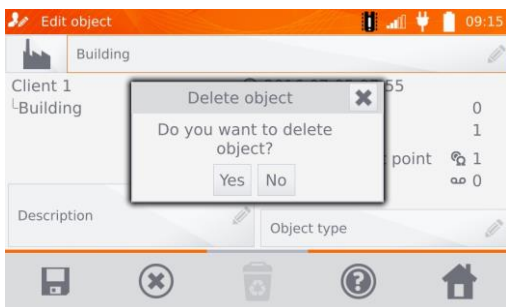 Edit object
09:15
Building
Client 1
55
Building
0
Delete object
1
Do you want to delete
object?
point
1
0
Yes
No
Description
Object type